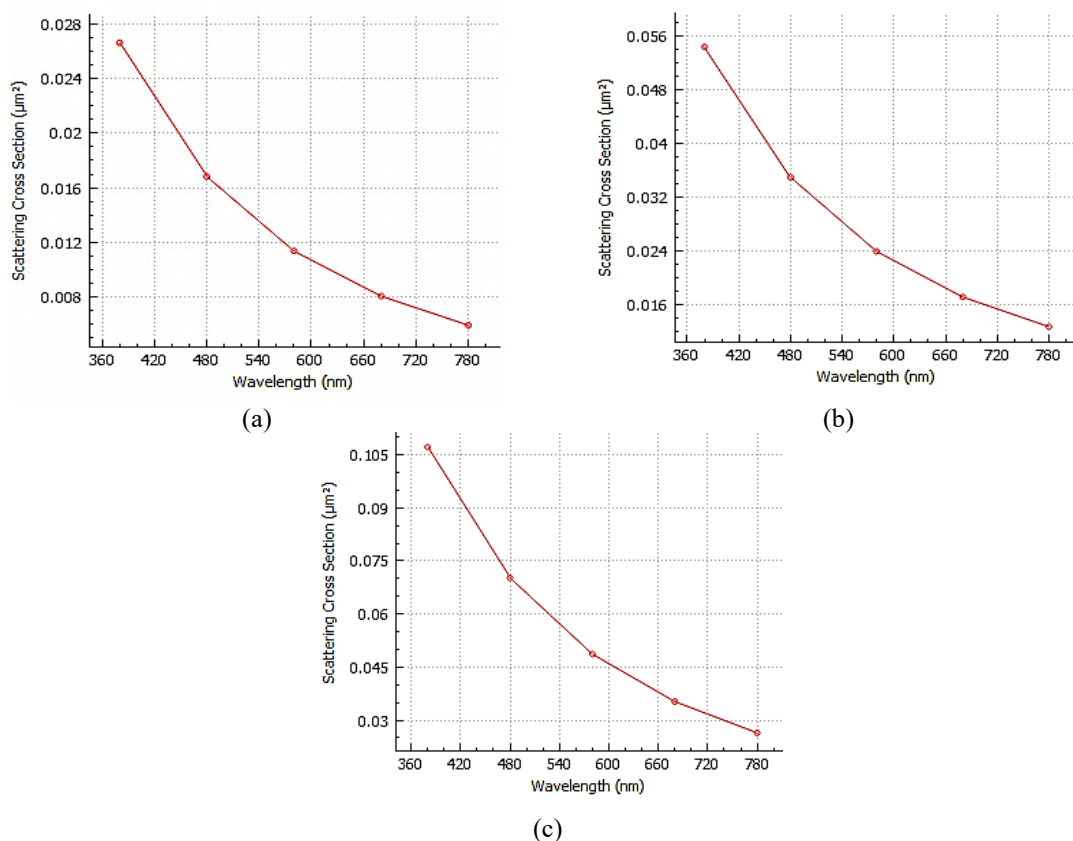 0.028
0.024
0.02
0.016
0.012
0.008
Scattering Cross Section (µm²)
360 420 480 540 600 660 720 780
Wavelength (nm)
(a)
0.056
0.048
0.04
0.032
0.024
0.016
Scattering Cross Section (µm²)
360 420 480 540 600 660 720 780
Wavelength (nm)
(b)
0.105
0.09
0.075
0.06
0.045
0.03
Scattering Cross Section (µm²)
360 420 480 540 600 660 720 780
Wavelength (nm)
(c)